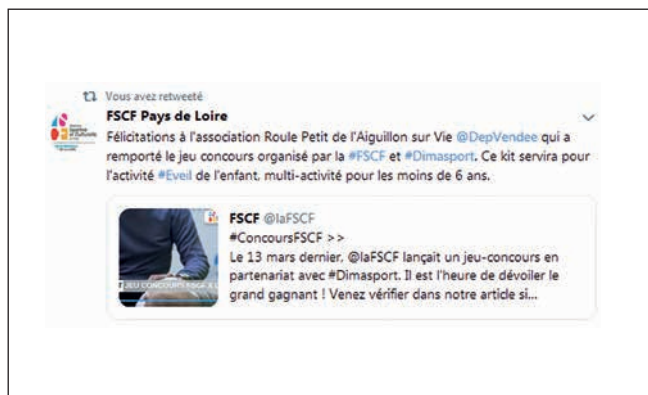 Vous avez retweeté
FSCF Pays de Loire
Félicitations à l'association Roule Petit de l'Aiguillon sur Vie @DepVendee qui a
remporté le jeu concours organisé par la #FSCF et #Dimasport. Ce kit servira pour
l'activité #Eveil de l'enfant, multi-activité pour les moins de 6 ans.
FSCF @laFSCF
#ConcoursFSCF >>
Le 13 mars dernier, @laFSCF lançait un jeu-concours en
partenariat avec #Dimasport. Il est l'heure de dévoiler le
grand gagnant ! Venez vérifier dans notre article si...
JEU CONCOURS FSCF